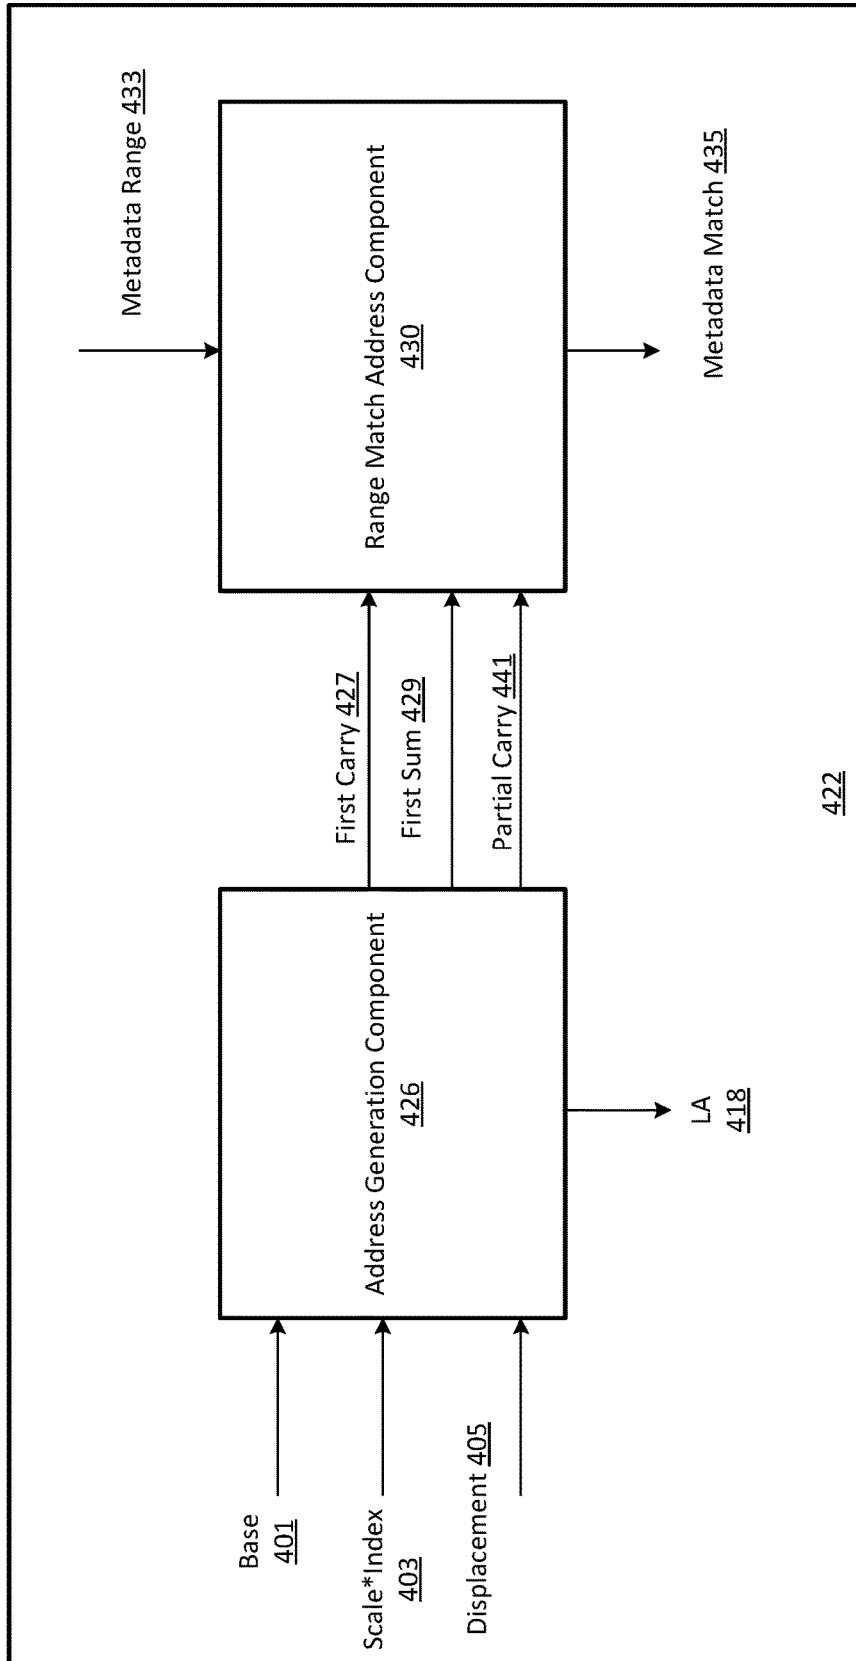 Metadata Range 433
Base
401
Scale*Index
403
Displacement 405
Address Generation Component
426
First Carry 427
First Sum 429
Partial Carry 441
Range Match Address Component
430
LA
418
Metadata Match 435
422